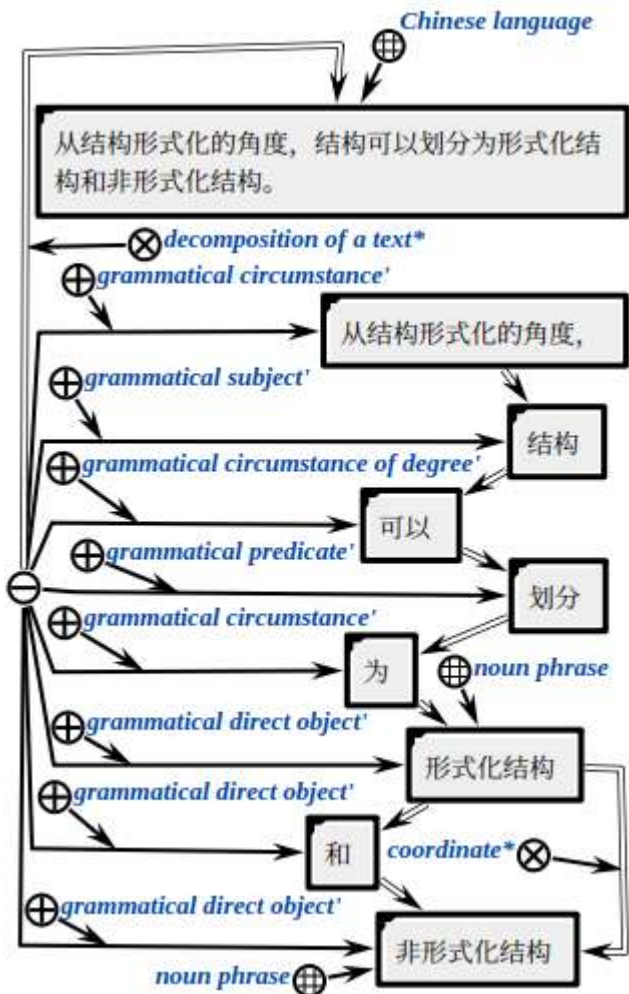 Chinese language
从结构形式化的角度，结构可以划分为形式化结
构和非形式化结构。
decomposition of a text*
grammatical circumstance'
从结构形式化的角度，
grammatical subject'
结构
grammatical circumstance of degree'
可以
grammatical predicate'
划分
grammatical circumstance'
为
noun phrase
grammatical direct object'
形式化结构
grammatical direct object'
和
coordinate*
grammatical direct object'
非形式化结构
noun phrase